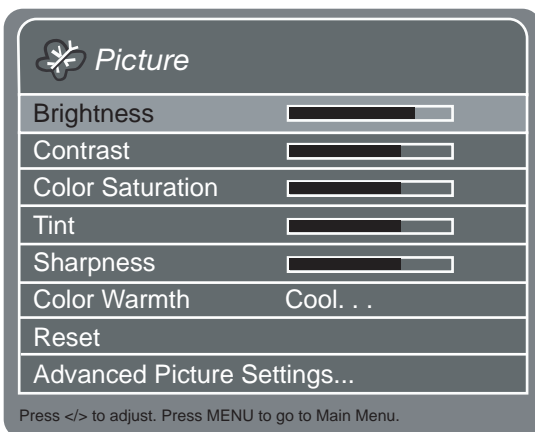 Picture
Brightness
Contrast
Color Saturation
Tint
Sharpness
Color Warmth Cool. . .
Reset
Advanced Picture Settings...
Press </> to adjust. Press MENU to go to Main Menu.